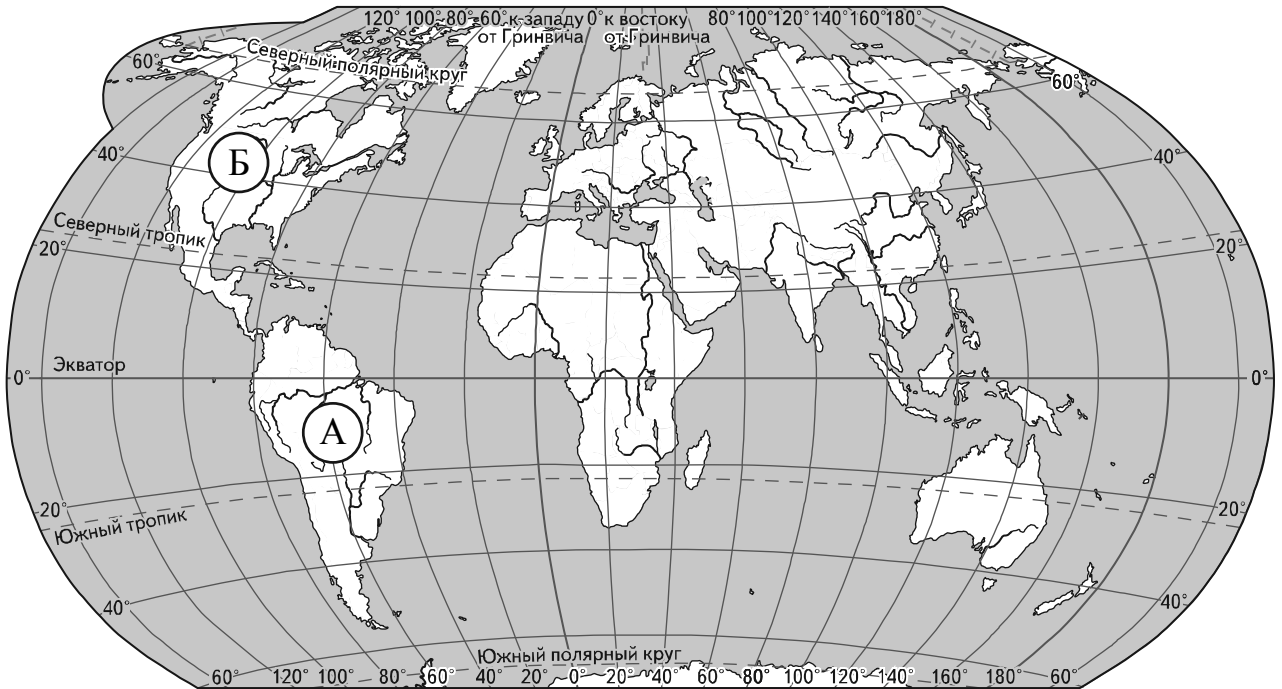 120° 100° 80° 60° к западу 0° к востоку 80° 100° 120° 140° 160° 180°
от Гринвича от Гринвича
Северный полярный круг
60° 60°
Б
40° 40°
Северный тропик
20° 20°
Экватор
0° 0°
А
20° 20°
Южный тропик
40° 40°
Южный полярный круг
60° 120° 100° 80° 40° 20° 0° 20° 40° 60° 80° 100° 120° 140° 160° 180° 60°